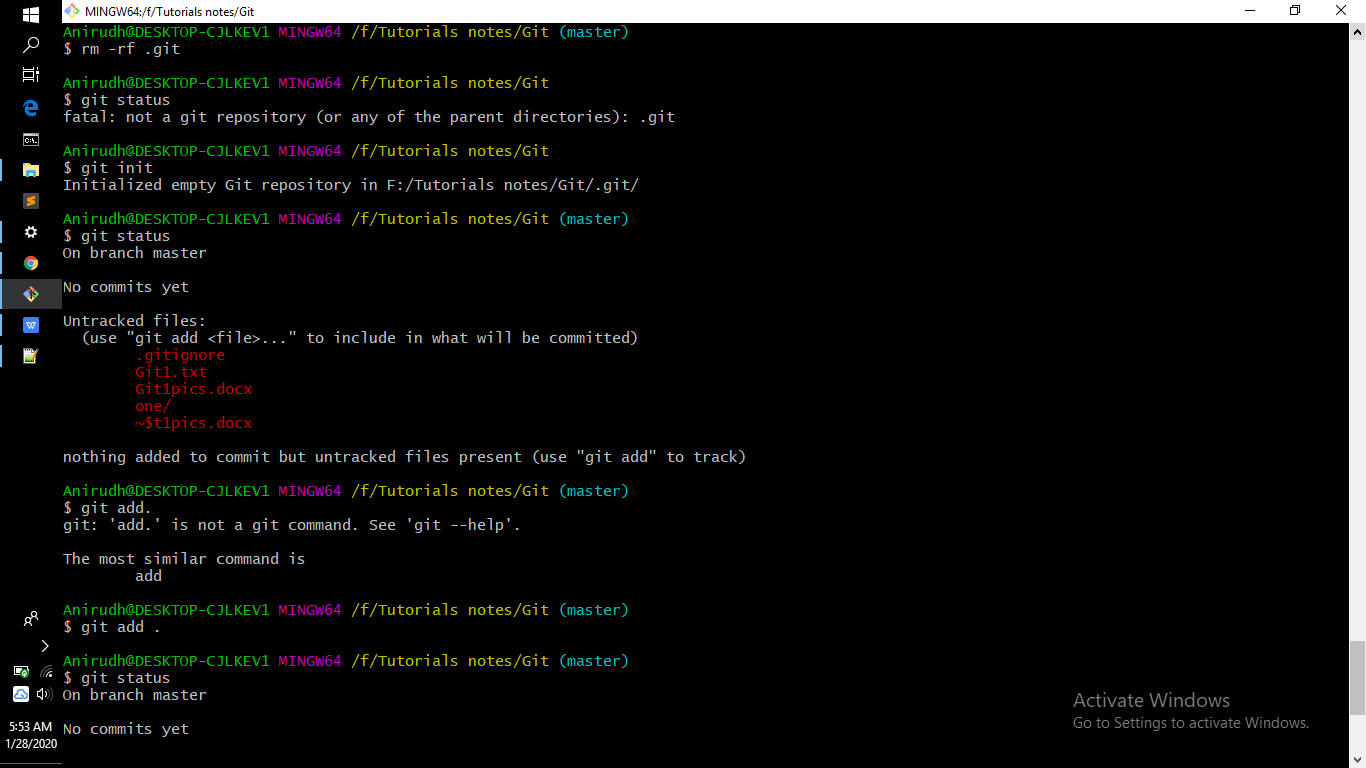 MINGW64:/f/Tutorials notes/Git
Anirudh@DESKTOP-CJLKEV1 MINGW64 /f/Tutorials notes/Git (master)
$ rm -rf .git
Anirudh@DESKTOP-CJLKEV1 MINGW64 /f/Tutorials notes/Git
$ git status
fatal: not a git repository (or any of the parent directories): .git
Anirudh@DESKTOP-CJLKEV1 MINGW64 /f/Tutorials notes/Git
$ git init
Initialized empty Git repository in F:/Tutorials notes/Git/.git/
Anirudh@DESKTOP-CJLKEV1 MINGW64 /f/Tutorials notes/Git (master)
$ git status
On branch master
No commits yet
Untracked files:
(use "git add <file>..." to include in what will be committed)
.gitignore
Git1.txt
Git1pics.docx
one/
~$t1pics.docx
nothing added to commit but untracked files present (use "git add" to track)
Anirudh@DESKTOP-CJLKEV1 MINGW64 /f/Tutorials notes/Git (master)
$ git add.
git: 'add.' is not a git command. See 'git --help'.
The most similar command is
add
Anirudh@DESKTOP-CJLKEV1 MINGW64 /f/Tutorials notes/Git (master)
$ git add .
Anirudh@DESKTOP-CJLKEV1 MINGW64 /f/Tutorials notes/Git (master)
$ git status
On branch master
No commits yet
Activate Windows
Go to Settings to activate Windows.
5:53 AM
1/28/2020